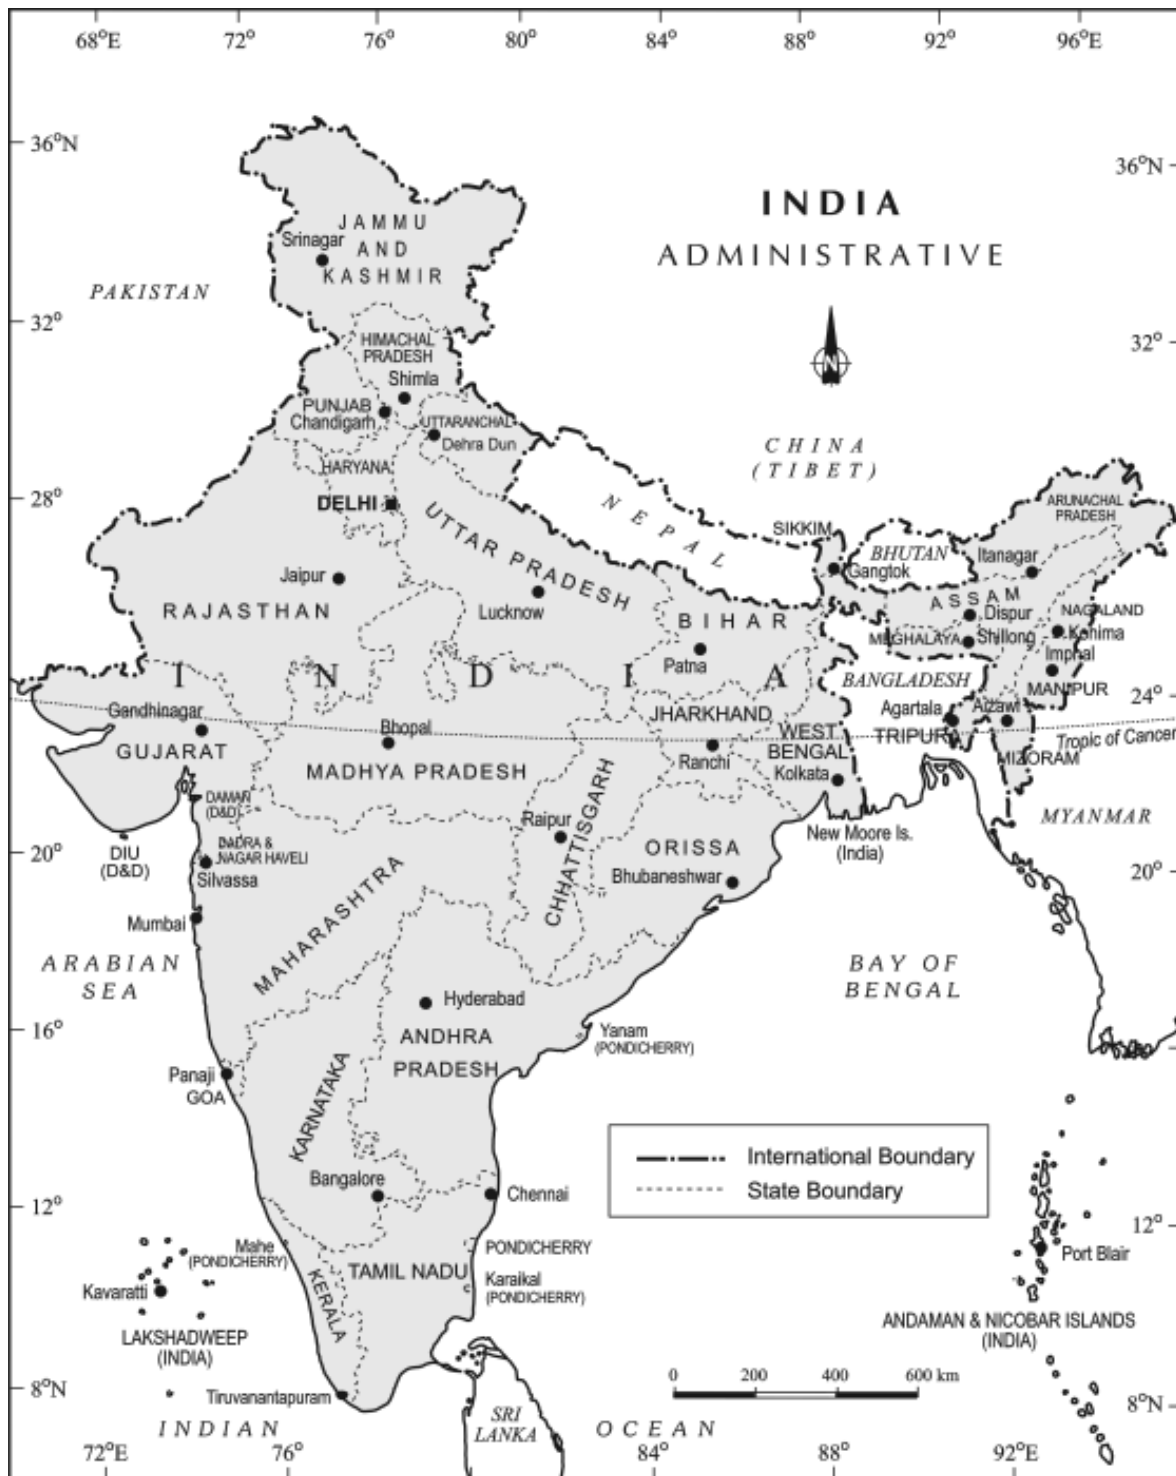 68°E 72° 76° 80° 84° 88° 92° 96°E
36°N
36°N
INDIA
ADMINISTRATIVE
JAMMU
AND
KASHMIR
Srinagar
PAKISTAN
N
32°
32°
HIMACHAL
PRADESH
Shimla
PUNJAB
Chandigarh
UTTARANCHAL
Dehra Dun
CHINA
(TIBET)
HARYANA
DELHI
28°
28°
NEPAL
UTTAR PRADESH
SIKKIM
Gangtok
BHUTAN
ARUNACHAL
PRADESH
Itanagar
Jaipur
RAJASTHAN
Lucknow
BIHAR
Patna
ASSAM
Dispur
NAGALAND
Kohima
MEGHALAYA
Shillong
Imphal
MANIPUR
INDIA
BANGLADESH
24°
24°
Gandhinagar
GUJARAT
Bhopal
MADHYA PRADESH
JHARKHAND
Ranchi
WEST
BENGAL
Kolkata
Agartala
TRIPURA
Aizawl
MIZORAM
Tropic of Cancer
DAMAN
(D&D)
DIU
(D&D)
DADRA &
NAGAR HAVELI
Silvassa
Raipur
CHHATTISGARH
ORISSA
Bhubaneshwar
New Moore Is.
(India)
MYANMAR
20°
20°
Mumbai
MAHARASHTRA
ARABIAN
SEA
BAY OF
BENGAL
Hyderabad
ANDHRA
PRADESH
Yanam
(PONDICHERRY)
16°
Panaji
GOA
KARNATAKA
International Boundary
State Boundary
Bangalore
Chennai
12°
12°
Mahe
(PONDICHERRY)
PONDICHERRY
TAMIL NADU
Karaikal
(PONDICHERRY)
KERALA
Kavaratti
LAKSHADWEEP
(INDIA)
Port Blair
ANDAMAN & NICOBAR ISLANDS
(INDIA)
0 200 400 600 km
8°N
8°N
Tiruvanantapuram
SRI
LANKA
INDIAN OCEAN
72°E 76° 84° 88° 92°E